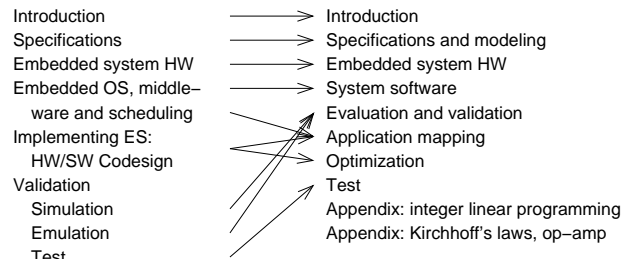 Introduction
Specifications
Embedded system HW
Embedded OS, middle–
ware and scheduling
Implementing ES:
HW/SW Codesign
Validation
Simulation
Emulation
Test
Introduction
Specifications and modeling
Embedded system HW
System software
Evaluation and validation
Application mapping
Optimization
Test
Appendix: integer linear programming
Appendix: Kirchhoff's laws, op–amp